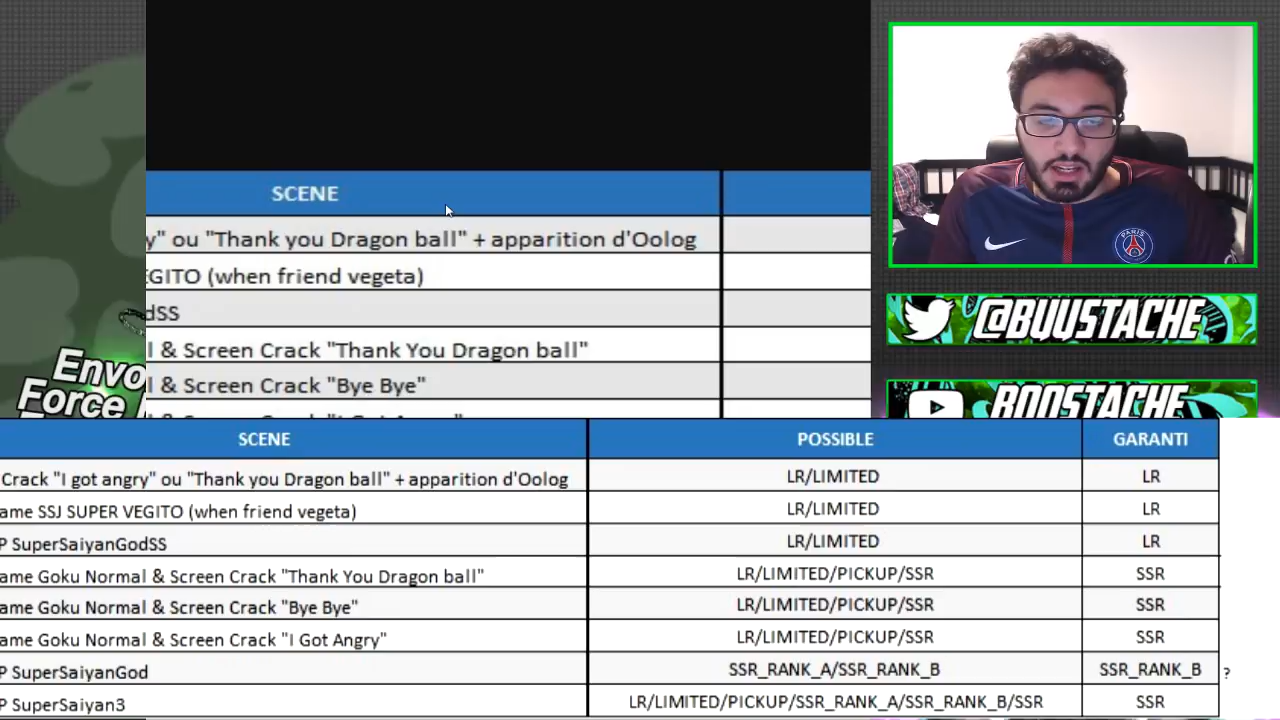 SCENE
y" ou "Thank you Dragon ball" + apparition d'Oolog
EGITO (when friend vegeta)
dSS
l & Screen Crack "Thank You Dragon ball"
l & Screen Crack "Bye Bye"
PARIS
@BUUSTACHE
BOOSTACHE
Envo
Force
SCENE POSSIBLE GARANTI
Crack "I got angry" ou "Thank you Dragon ball" + apparition d'Oolog LR/LIMITED LR
ame SSJ SUPER VEGITO (when friend vegeta) LR/LIMITED LR
P SuperSaiyanGodSS LR/LIMITED LR
ame Goku Normal & Screen Crack "Thank You Dragon ball" LR/LIMITED/PICKUP/SSR SSR
ame Goku Normal & Screen Crack "Bye Bye" LR/LIMITED/PICKUP/SSR SSR
ame Goku Normal & Screen Crack "I Got Angry" LR/LIMITED/PICKUP/SSR SSR
P SuperSaiyanGod SSR_RANK_A/SSR_RANK_B SSR_RANK_B ?
P SuperSaiyan3 LR/LIMITED/PICKUP/SSR_RANK_A/SSR_RANK_B/SSR SSR